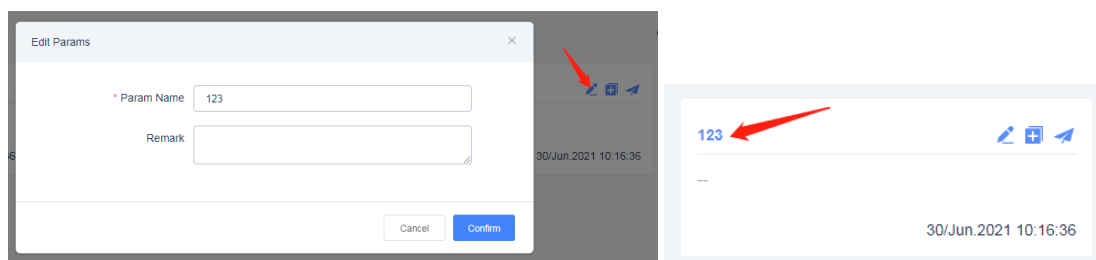 Edit Params
* Param Name 123
Remark
36
30/Jun.2021 10:16:36
Cancel Confirm
123
--
30/Jun.2021 10:16:36